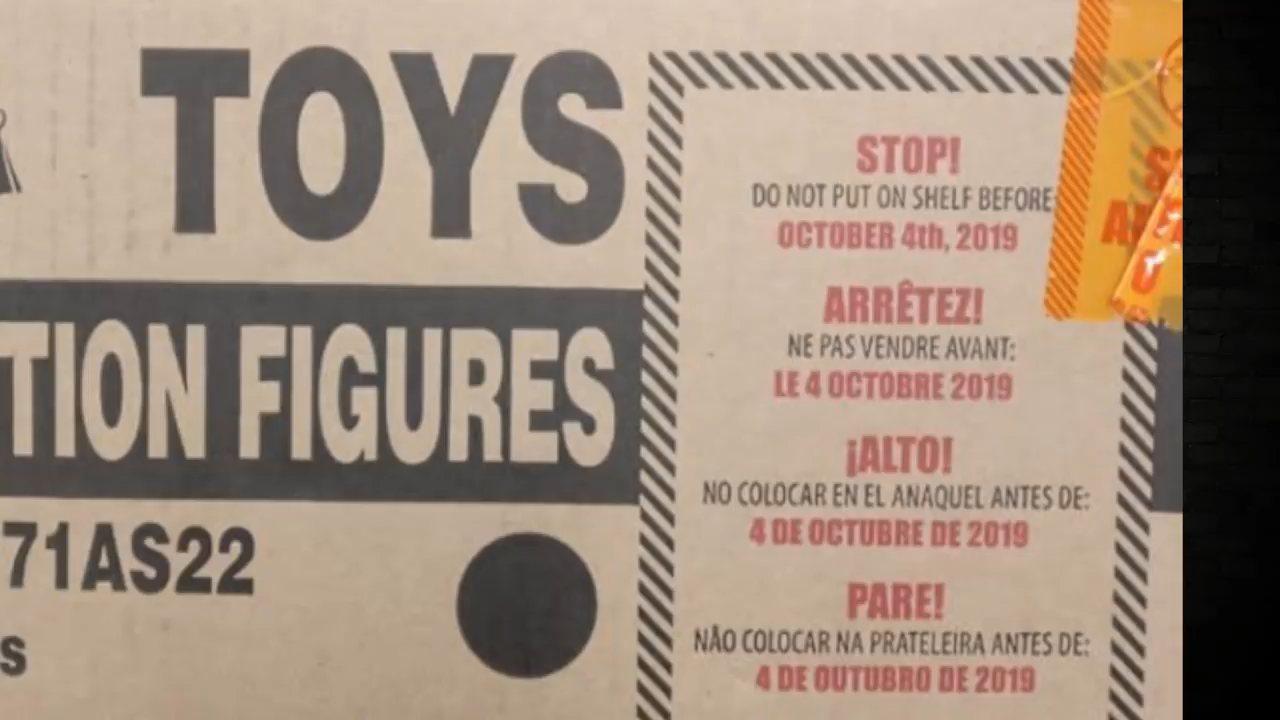 TOYS
TION FIGURES
71AS22
s
STOP!
DO NOT PUT ON SHELF BEFORE
OCTOBER 4th, 2019
ARRÊTEZ!
NE PAS VENDRE AVANT:
LE 4 OCTOBRE 2019
¡ALTO!
NO COLOCAR EN EL ANAQUEL ANTES DE:
4 DE OCTUBRE DE 2019
PARE!
NÃO COLOCAR NA PRATELEIRA ANTES DE:
4 DE OUTUBRO DE 2019